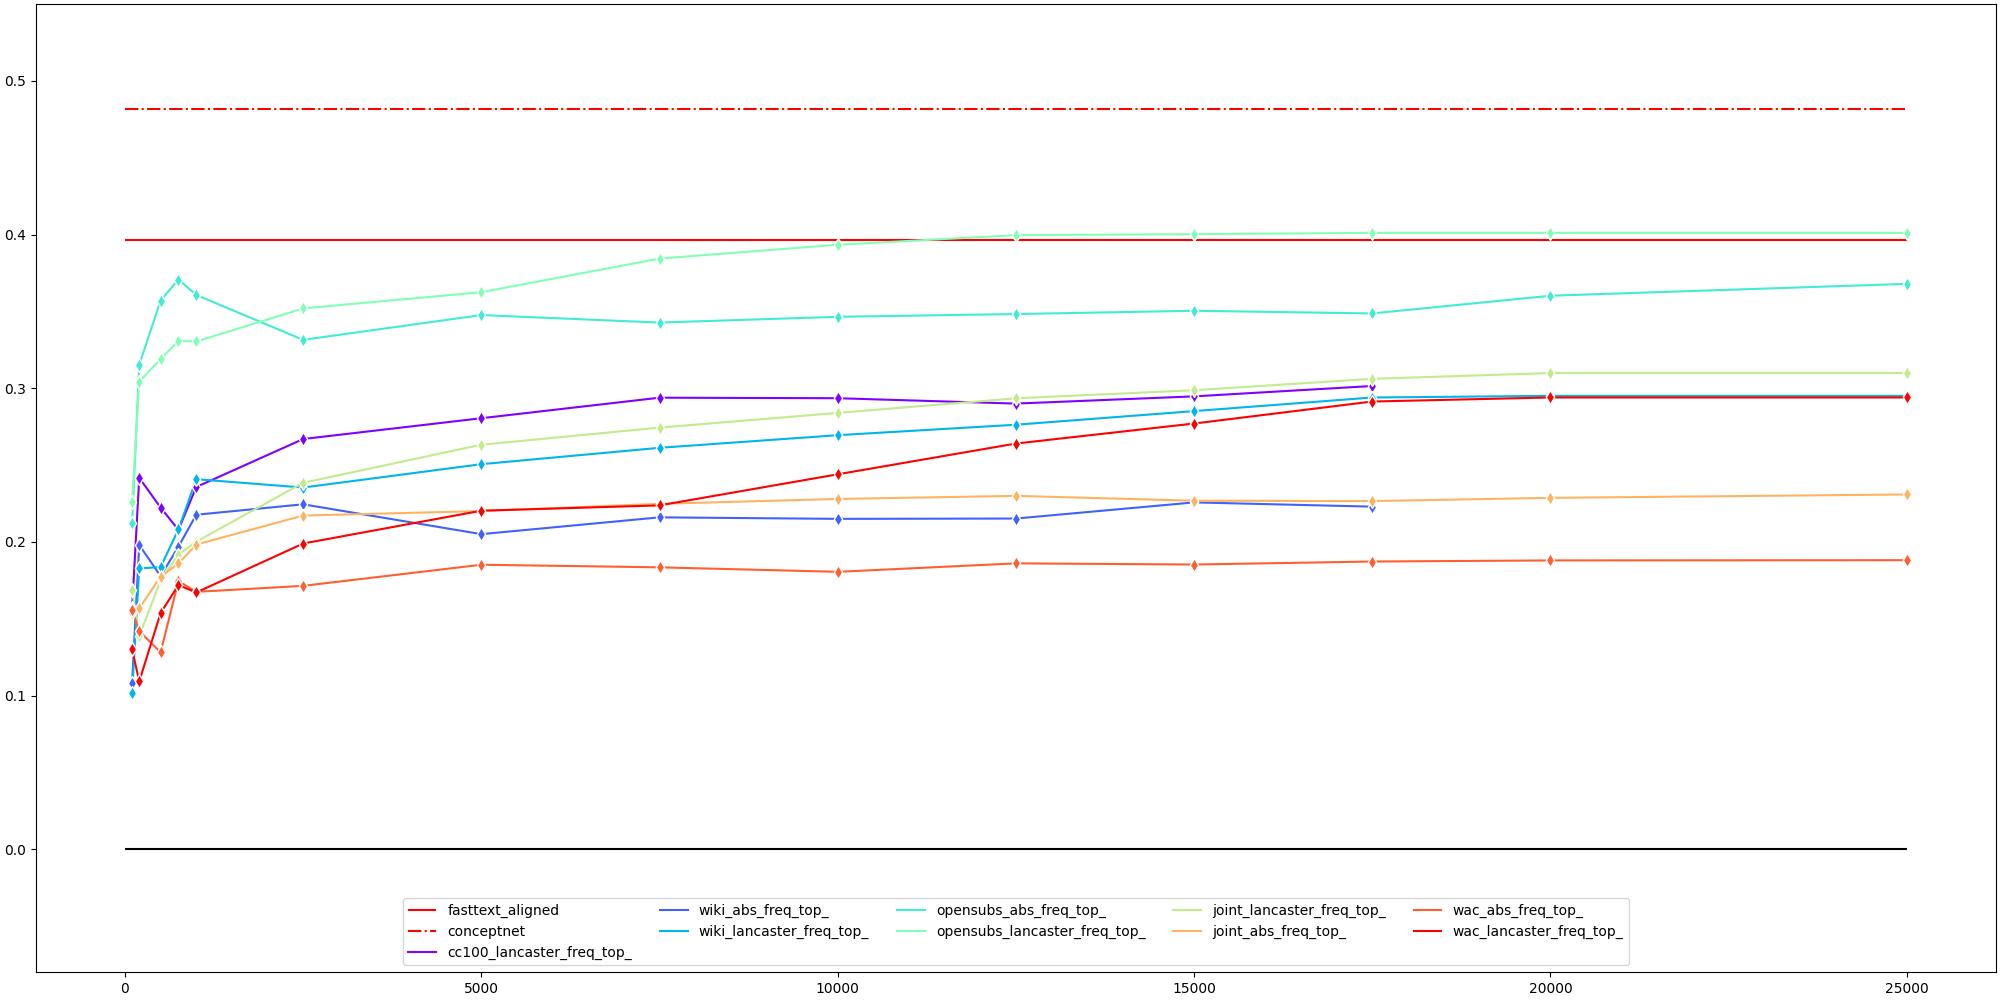 0.5
0.4
0.3
0.2
0.1
0.0
fasttext_aligned wiki_abs_freq_top_ opensubs_abs_freq_top_ joint_lancaster_freq_top_ wac_abs_freq_top_
conceptnet wiki_lancaster_freq_top_ opensubs_lancaster_freq_top_ joint_abs_freq_top_ wac_lancaster_freq_top_
cc100_lancaster_freq_top_
0 5000 10000 15000 20000 25000